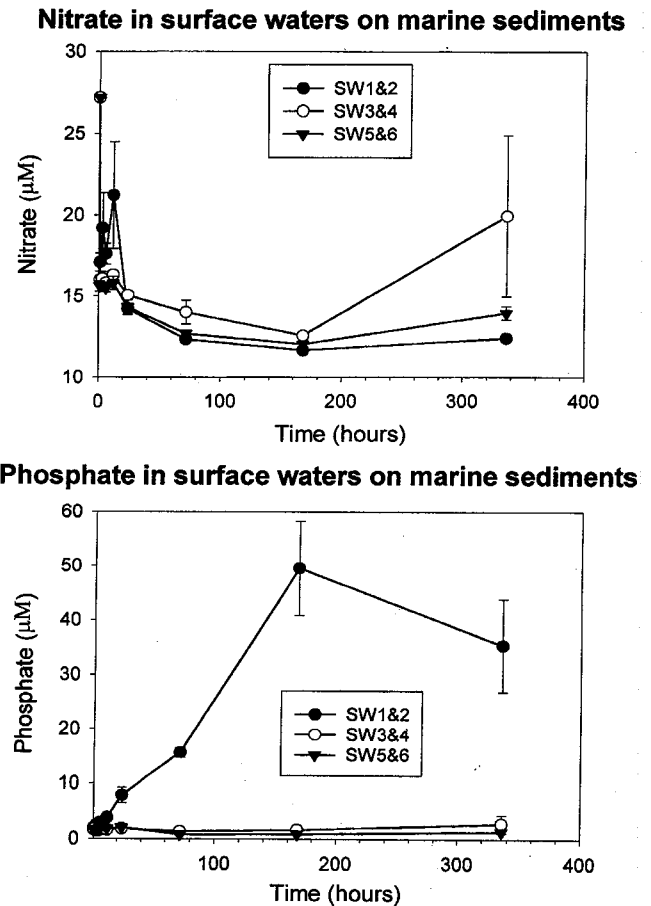 Nitrate in surface waters on marine sediments
30
25
20
15
10
Nitrate (μM)
SW1&2
SW3&4
SW5&6
0 100 200 300 400
Time (hours)
Phosphate in surface waters on marine sediments
60
50
40
30
20
10
0
Phosphate (μM)
SW1&2
SW3&4
SW5&6
100 200 300 400
Time (hours)